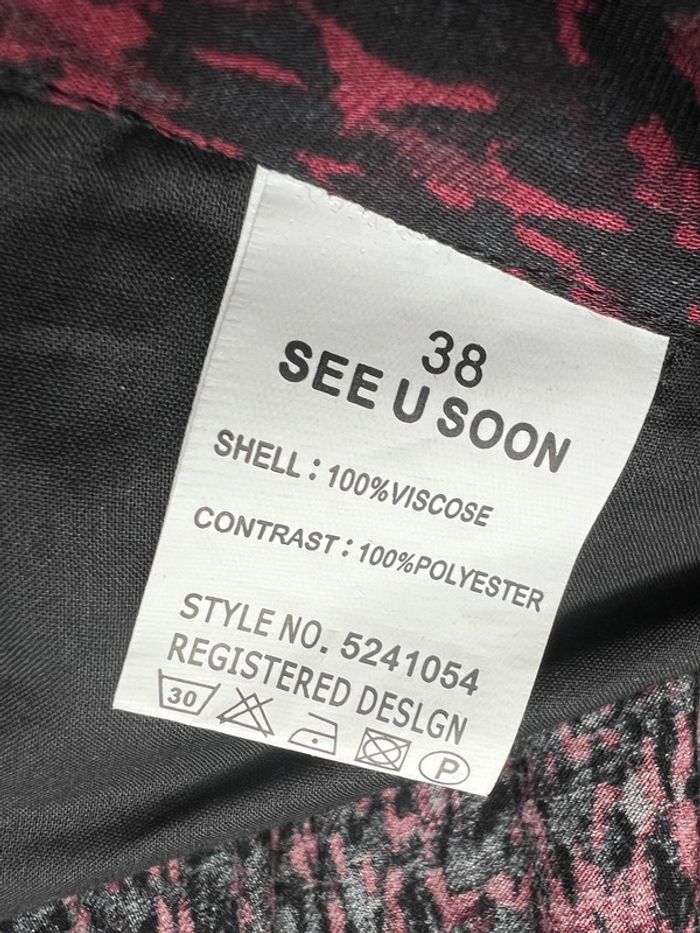 38
SEE U SOON
SHELL : 100%VISCOSE
CONTRAST : 100%POLYESTER
STYLE NO. 5241054
REGISTERED DESLGN
30
P